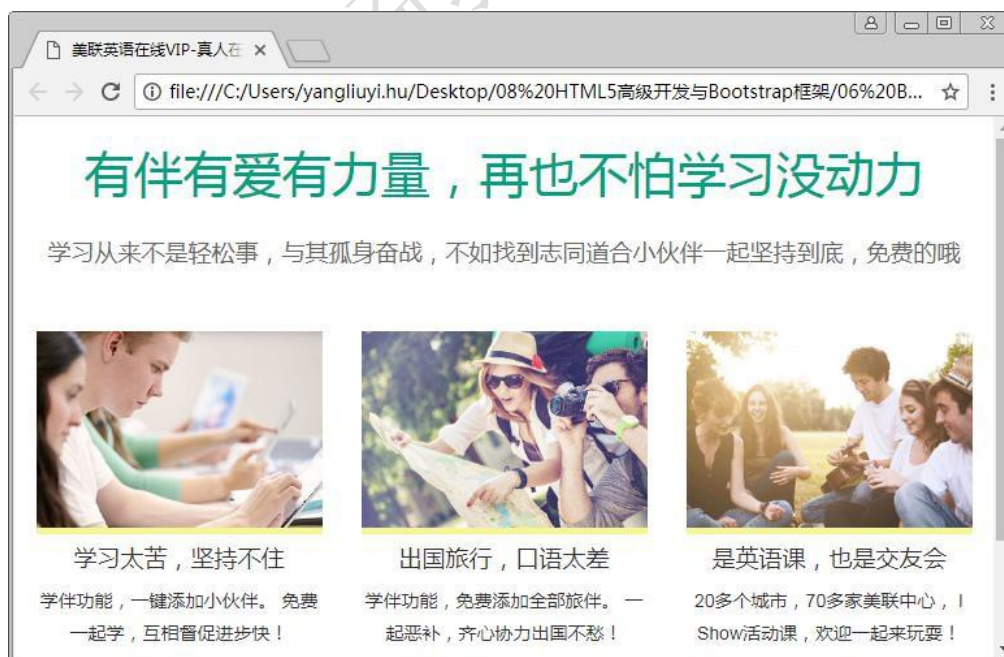 美联英语在线VIP-真人在
file:///C:/Users/yangliuyi.hu/Desktop/08%20HTML5高级开发与Bootstrap框架/06%20B...
有伴有爱有力量，再也不怕学习没动力
学习从来不是轻松事，与其孤身奋战，不如找到志同道合小伙伴一起坚持到底，免费的哦
学习太苦，坚持不住
学伴功能，一键添加小伙伴。 免费
一起学，互相督促进步快！
出国旅行，口语太差
学伴功能，免费添加全部旅伴。 一
起恶补，齐心协力出国不愁！
是英语课，也是交友会
20多个城市，70多家美联中心， I
Show活动课，欢迎一起来玩耍！